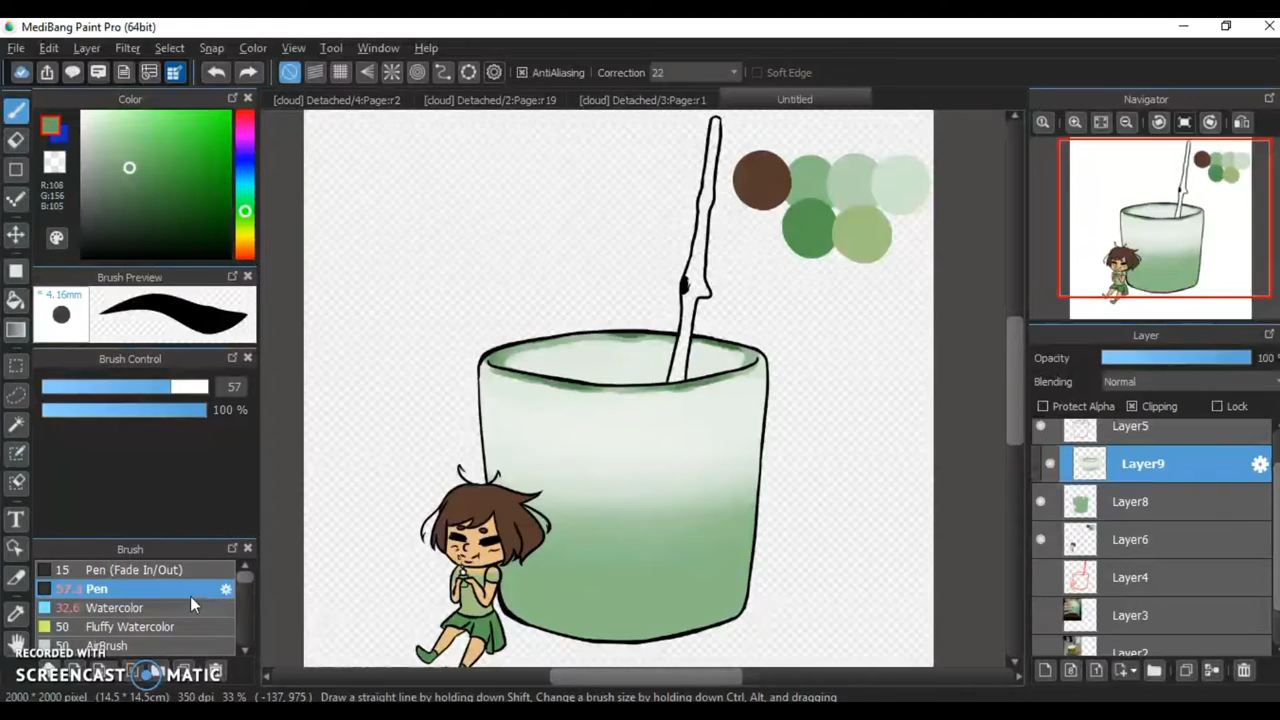 MediBang Paint Pro (64bit)
File Edit Layer Filter Select Snap Color View Tool Window Help
AntiAliasing Correction 22 Soft Edge
Color
[cloud] Detached/4:Page:r2 [cloud] Detached/2:Page:r19 [cloud] Detached/3:Page:r1 Untitled
Navigator
R:108
G:156
B:105
Brush Preview
* 4.16mm
Brush Control
57
100 %
Layer
Opacity 100
Blending Normal
Protect Alpha Clipping Lock
Layer5
Layer9
Layer8
Layer6
Layer4
Layer3
Layer2
Brush
15 Pen (Fade In/Out)
Pen
32.6 Watercolor
50 Fluffy Watercolor
50 AirBrush
T
RECORDED WITH
SCREENCAST MATIC
2000 * 2000 pixel (14.5 * 14.5cm) 350 dpi 33 % (-137, 975) Draw a straight line by holding down Shift, Change a brush size by holding down Ctrl, Alt, and dragging